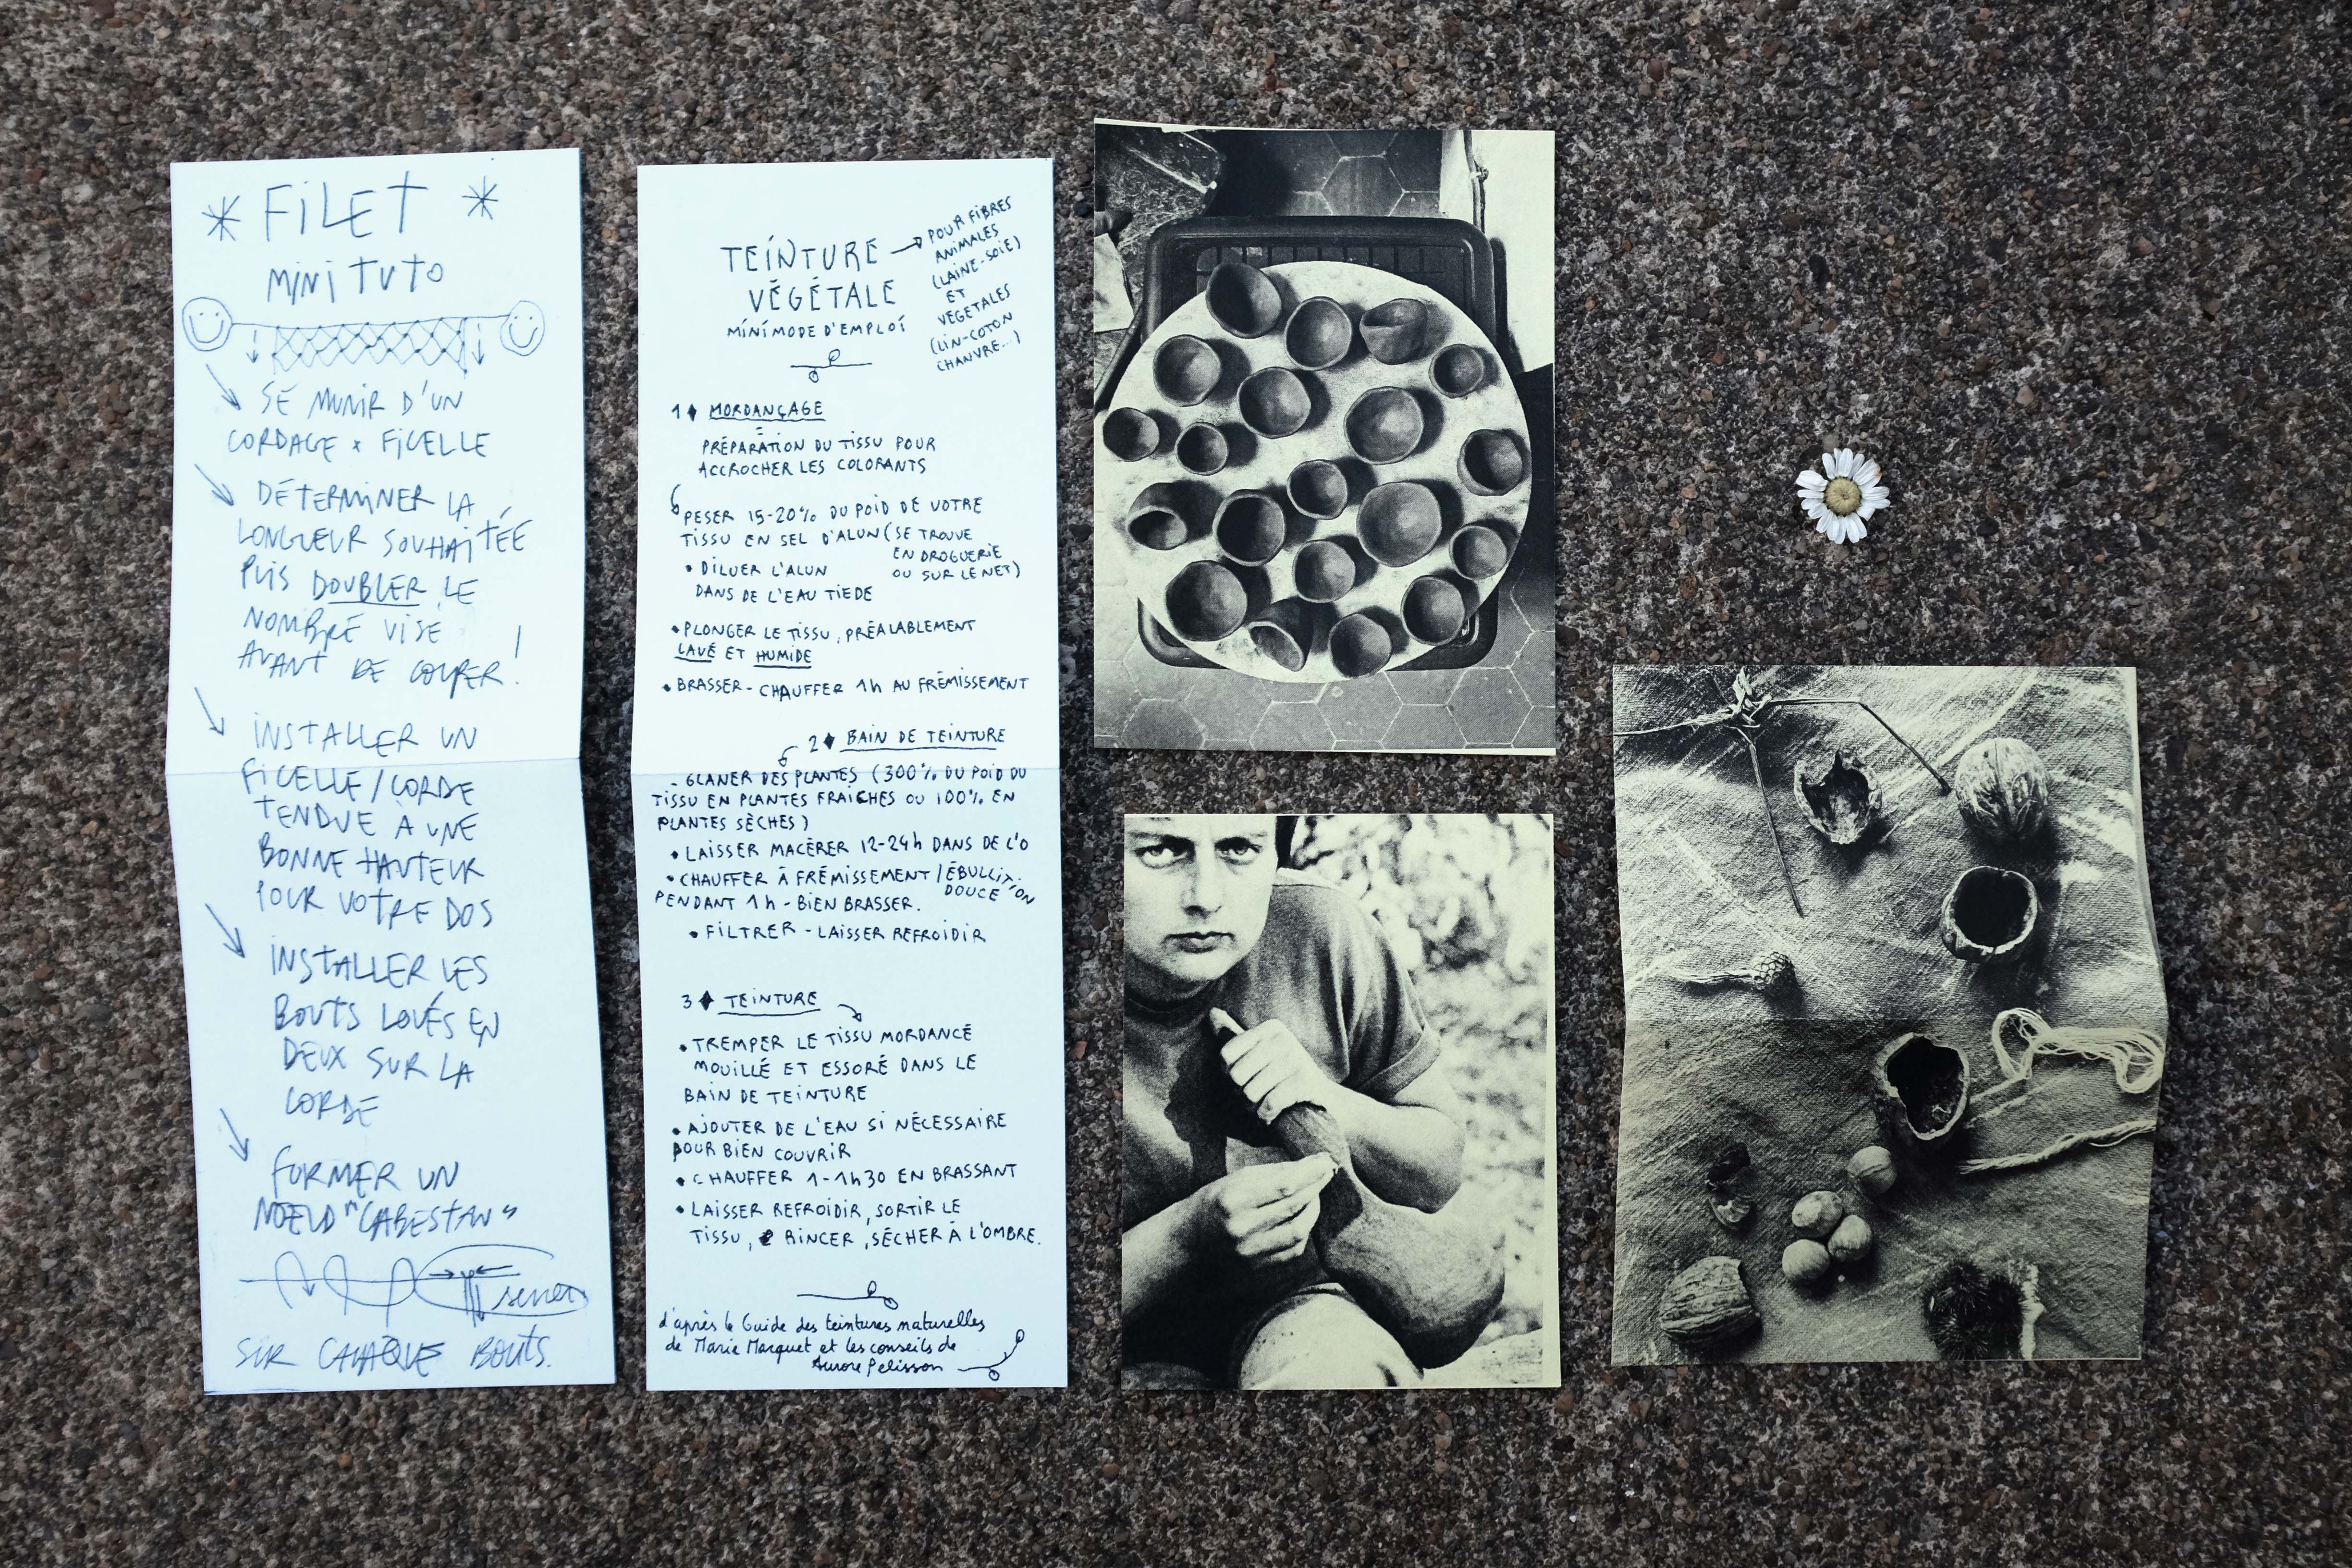 * FILET *
MINI TUTO
SE MUNIR D'UN
CORDAGE x FICELLE
DÉTERMINER LA
LONGUEUR SOUHAITÉE
PUIS DOUBLER LE
NOMBRE VISÉ
AVANT DE COUPER !
INSTALLER UN
FICELLE/CORDE
TENDUE À UNE
BONNE HAUTEUR
POUR VOTRE DOS
INSTALLER LES
BOUTS LOVÉS EN
DEUX SUR LA
CORDE
FORMER UN
NOEUD "CABESTAN"
serrer
SUR CHAQUE BOUTS.
TEINTURE
VÉGÉTALE
MINI MODE D'EMPLOI
POUR FIBRES
ANIMALES
(LAINE-SOIE)
ET
VÉGÉTALES
(LIN-COTON
CHANVRE...)
1 ♦ MORDANÇAGE
=
PRÉPARATION DU TISSU POUR
ACCROCHER LES COLORANTS
PESER 15-20% DU POID DE VOTRE
TISSU EN SEL D'ALUN (SE TROUVE
EN DROGUERIE
OU SUR LE NET)
• DILUER L'ALUN
DANS DE L'EAU TIEDE
• PLONGER LE TISSU, PRÉALABLEMENT
LAVÉ ET HUMIDE
• BRASSER - CHAUFFER 1h AU FRÉMISSEMENT
2 ♦ BAIN DE TEINTURE
- GLANER DES PLANTES (300% DU POID DU
TISSU EN PLANTES FRAICHES OU 100% EN
PLANTES SÈCHES)
• LAISSER MACÉRER 12-24h DANS DE L'O
• CHAUFFER À FRÉMISSEMENT / ÉBULLITION
DOUCE
PENDANT 1h - BIEN BRASSER.
• FILTRER - LAISSER REFROIDIR
3 ♦ TEINTURE
• TREMPER LE TISSU MORDANCÉ
MOUILLÉ ET ESSORÉ DANS LE
BAIN DE TEINTURE
• AJOUTER DE L'EAU SI NÉCESSAIRE
POUR BIEN COUVRIR
• CHAUFFER 1-1h30 EN BRASSANT
• LAISSER REFROIDIR, SORTIR LE
TISSU, RINCER, SÉCHER À L'OMBRE.
d'après le Guide des teintures naturelles
de Marie Marquet et les conseils de
Aurore Pelisson